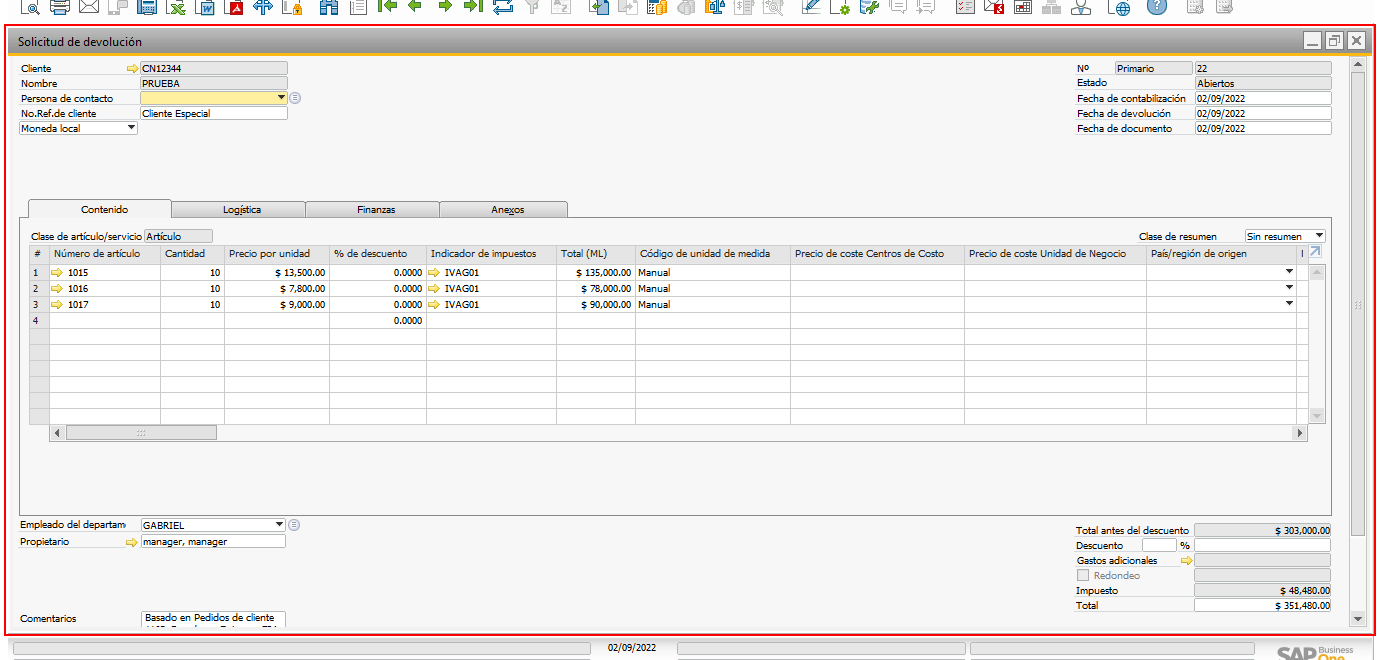 Solicitud de devolución
Cliente CN12344
Nombre PRUEBA
Persona de contacto
No.Ref.de cliente Cliente Especial
Moneda local
Nº Primario 22
Estado Abiertos
Fecha de contabilización 02/09/2022
Fecha de devolución 02/09/2022
Fecha de documento 02/09/2022
Contenido Logística Finanzas Anexos
Clase de artículo/servicio Artículo
Clase de resumen Sin resumen
# Número de artículo Cantidad Precio por unidad % de descuento Indicador de impuestos Total (ML) Código de unidad de medida Precio de coste Centros de Costo Precio de coste Unidad de Negocio País/región de origen
1 1015 10 $ 13,500.00 0.0000 IVAG01 $ 135,000.00 Manual
2 1016 10 $ 7,800.00 0.0000 IVAG01 $ 78,000.00 Manual
3 1017 10 $ 9,000.00 0.0000 IVAG01 $ 90,000.00 Manual
4 0.0000
Empleado del departam GABRIEL
Propietario manager, manager
Total antes del descuento $ 303,000.00
Descuento %
Gastos adicionales
Redondeo
Impuesto $ 48,480.00
Total $ 351,480.00
Comentarios Basado en Pedidos de cliente
02/09/2022
SAP Business
One